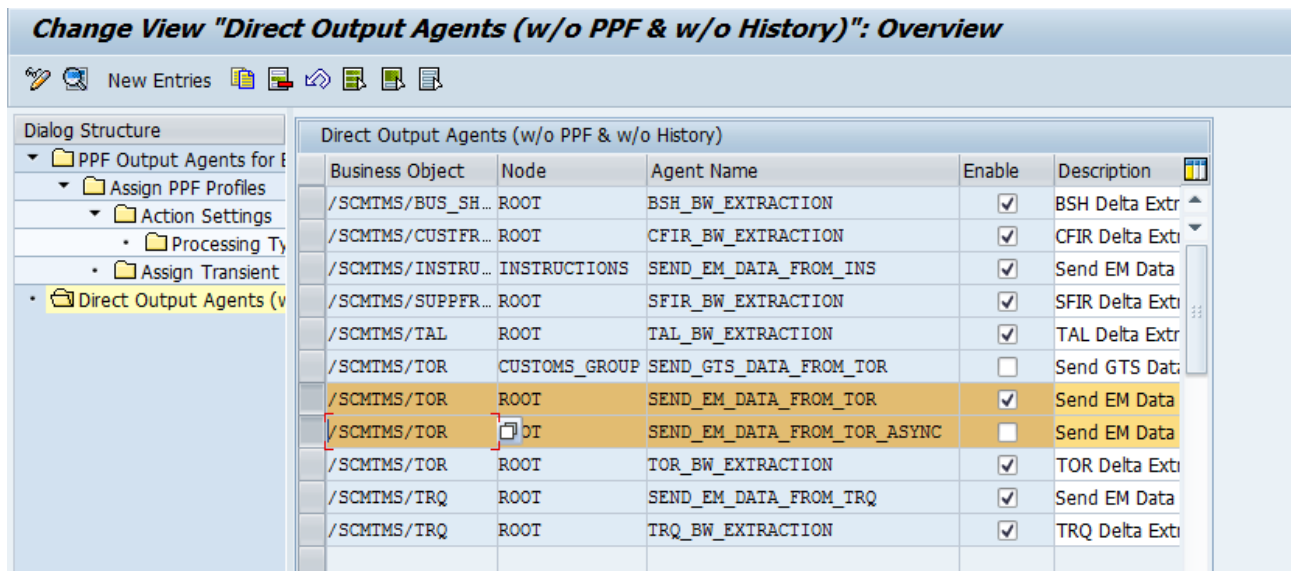 Change View "Direct Output Agents (w/o PPF & w/o History)": Overview
New Entries
Dialog Structure
PPF Output Agents for
Assign PPF Profiles
Action Settings
Processing Ty
Assign Transient
Direct Output Agents (
Direct Output Agents (w/o PPF & w/o History)
Business Object Node Agent Name Enable Description
/SCMTMS/BUS_SH… ROOT BSH_BW_EXTRACTION BSH Delta Extr
/SCMTMS/CUSTFR… ROOT CFIR_BW_EXTRACTION CFIR Delta Extr
/SCMTMS/INSTRU… INSTRUCTIONS SEND_EM_DATA_FROM_INS Send EM Data
/SCMTMS/SUPPFR… ROOT SFIR_BW_EXTRACTION SFIR Delta Extr
/SCMTMS/TAL ROOT TAL_BW_EXTRACTION TAL Delta Extr
/SCMTMS/TOR CUSTOMS_GROUP SEND_GTS_DATA_FROM_TOR Send GTS Data
/SCMTMS/TOR ROOT SEND_EM_DATA_FROM_TOR Send EM Data
/SCMTMS/TOR OT SEND_EM_DATA_FROM_TOR_ASYNC Send EM Data
/SCMTMS/TOR ROOT TOR_BW_EXTRACTION TOR Delta Extr
/SCMTMS/TRQ ROOT SEND_EM_DATA_FROM_TRQ Send EM Data
/SCMTMS/TRQ ROOT TRQ_BW_EXTRACTION TRQ Delta Extr